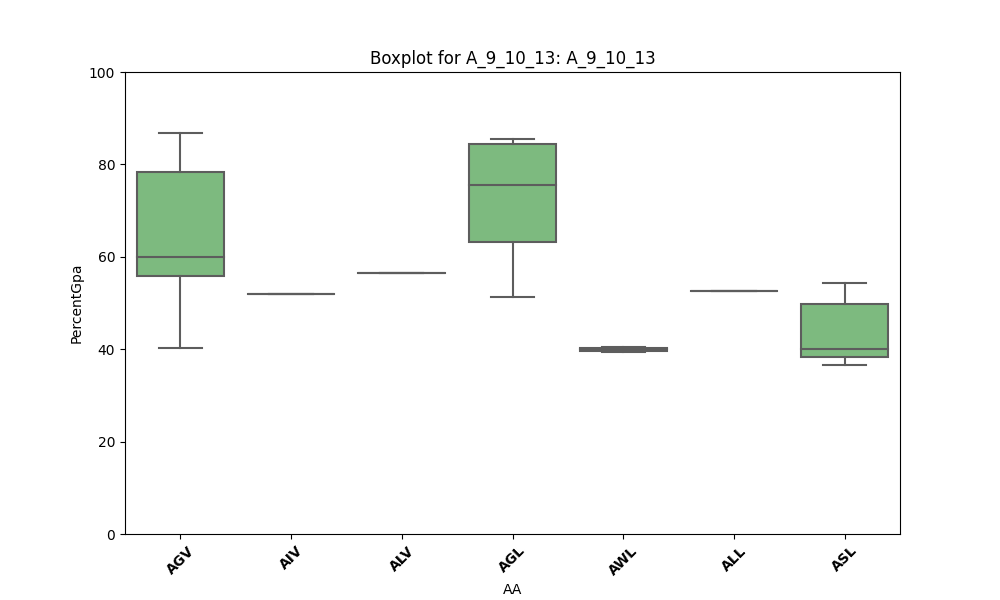 Boxplot for A_9_10_13: A_9_10_13
100
80
60
40
20
0
PercentGpa
AGV
AIV
ALV
AGL
AWL
ALL
ASL
AA